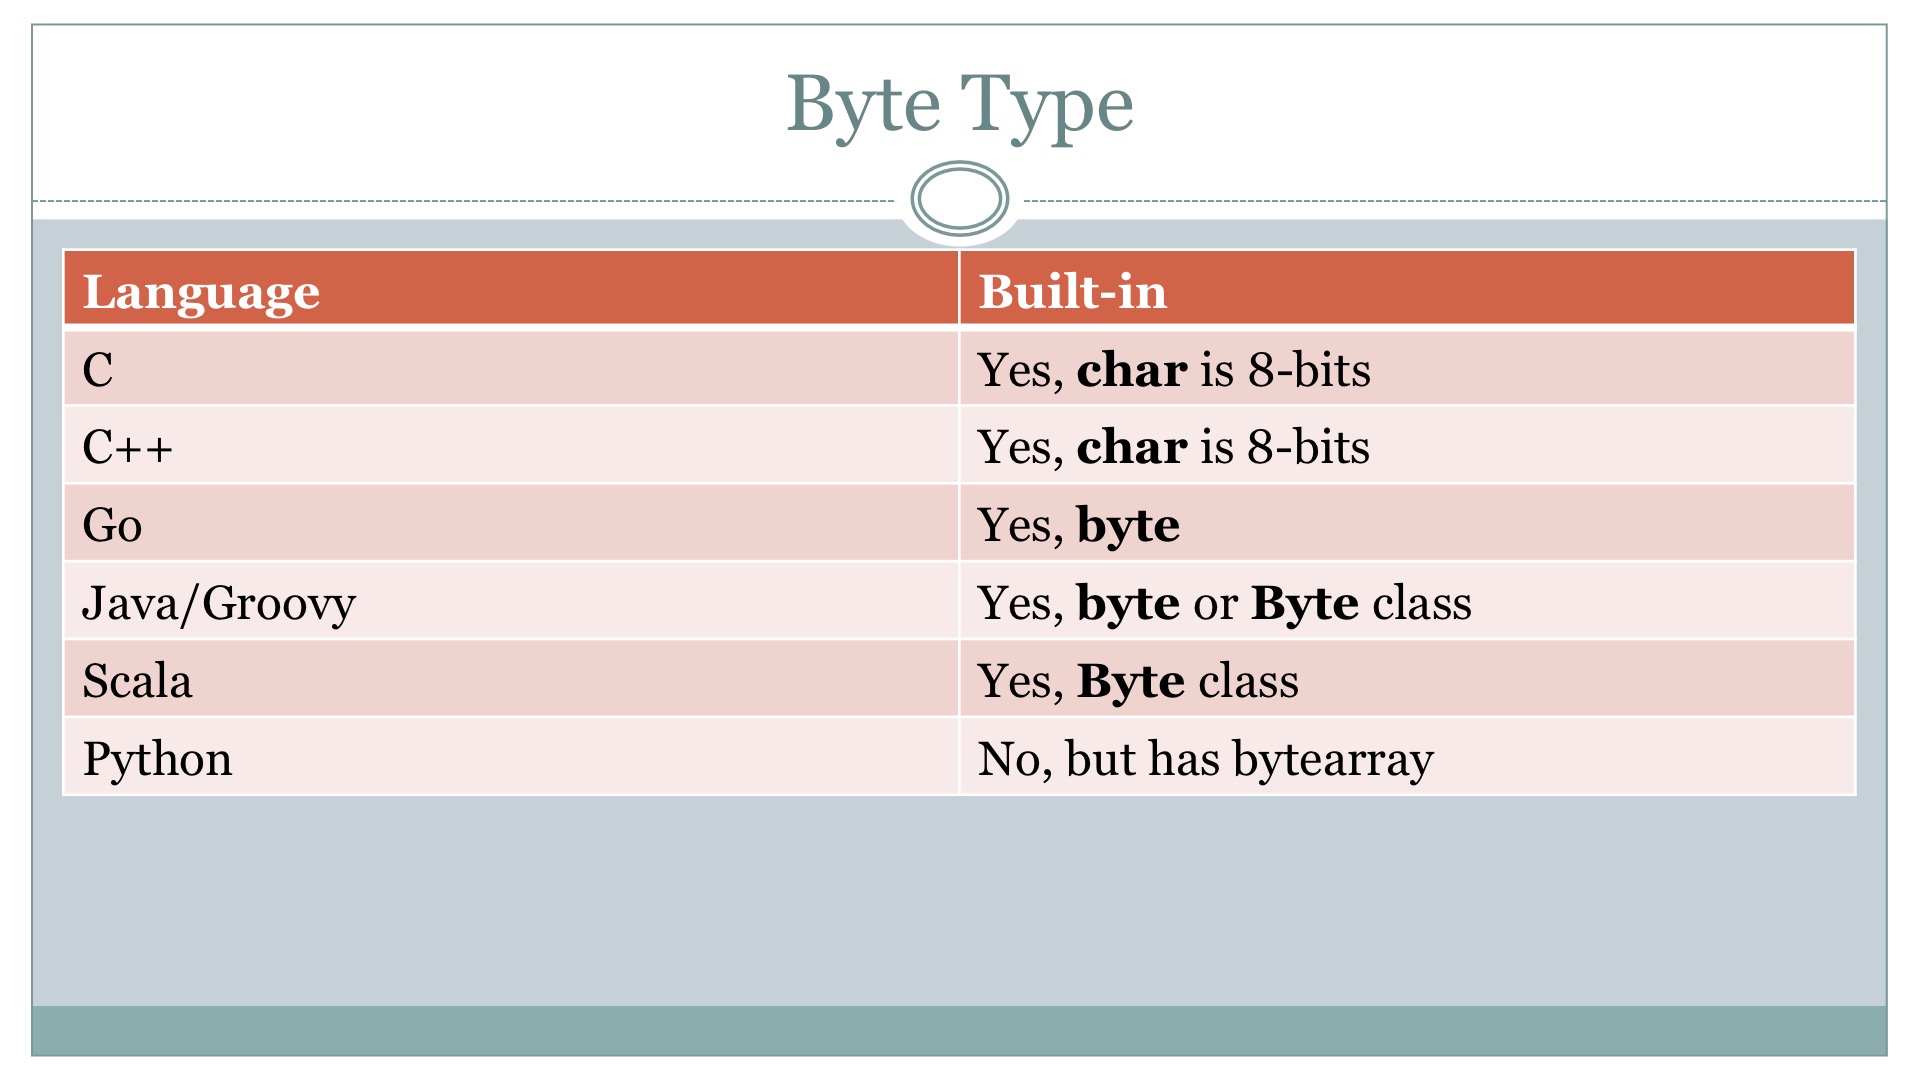 Byte Type
Language Built-in
C Yes, char is 8-bits
C++ Yes, char is 8-bits
Go Yes, byte
Java/Groovy Yes, byte or Byte class
Scala Yes, Byte class
Python No, but has bytearray